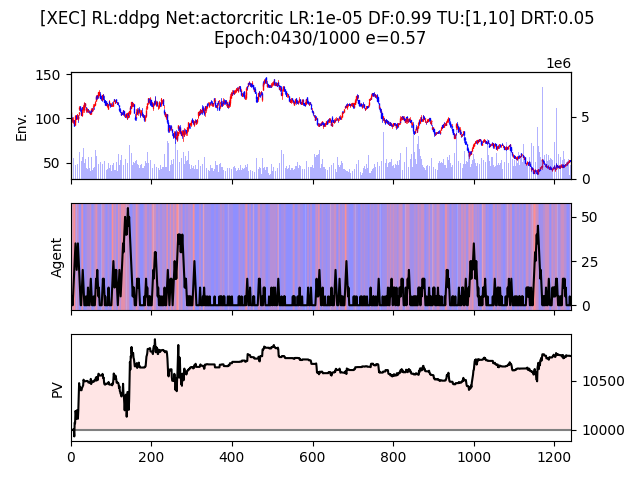 [XEC] RL:ddpg Net:actorcritic LR:1e-05 DF:0.99 TU:[1,10] DRT:0.05
Epoch:0430/1000 e=0.57
1e6
150
100
50
Env.
5
0
Agent
50
25
0
PV
10500
10000
0
200
400
600
800
1000
1200